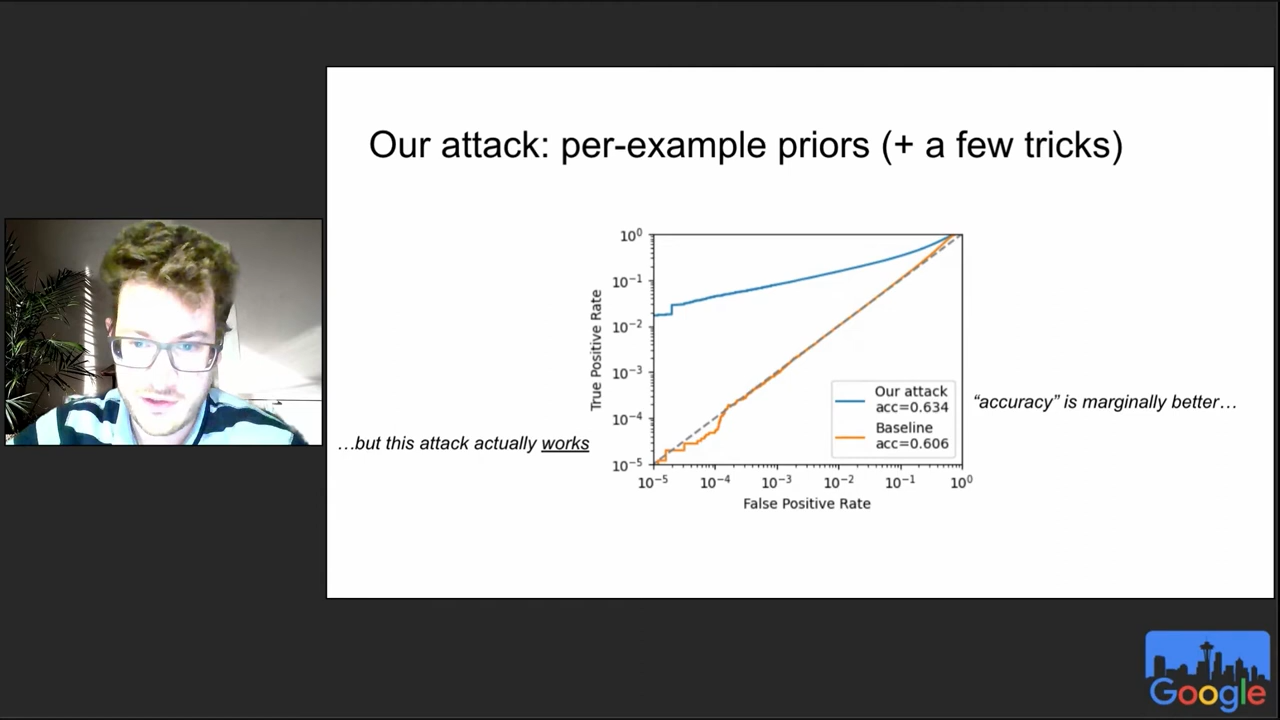 Our attack: per-example priors (+ a few tricks)
10⁰
10⁻¹
10⁻²
10⁻³
10⁻⁴
10⁻⁵
True Positive Rate
10⁻⁵ 10⁻⁴ 10⁻³ 10⁻² 10⁻¹ 10⁰
False Positive Rate
Our attack
acc=0.634
Baseline
acc=0.606
“accuracy” is marginally better…
…but this attack actually works
Google